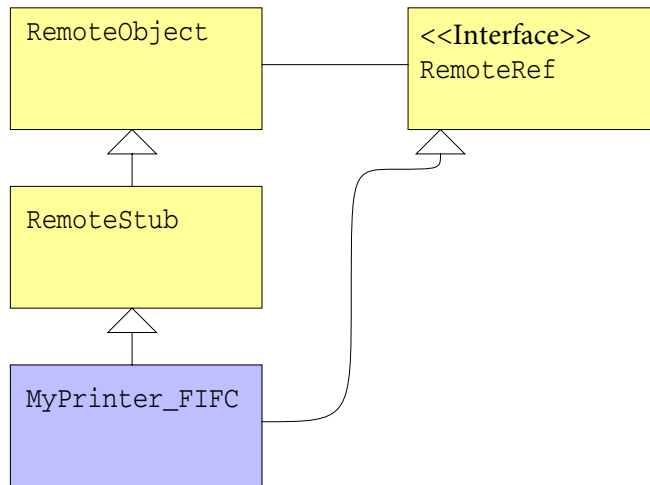 RemoteObject
<<Interface>>
RemoteRef
RemoteStub
MyPrinter_FIFC